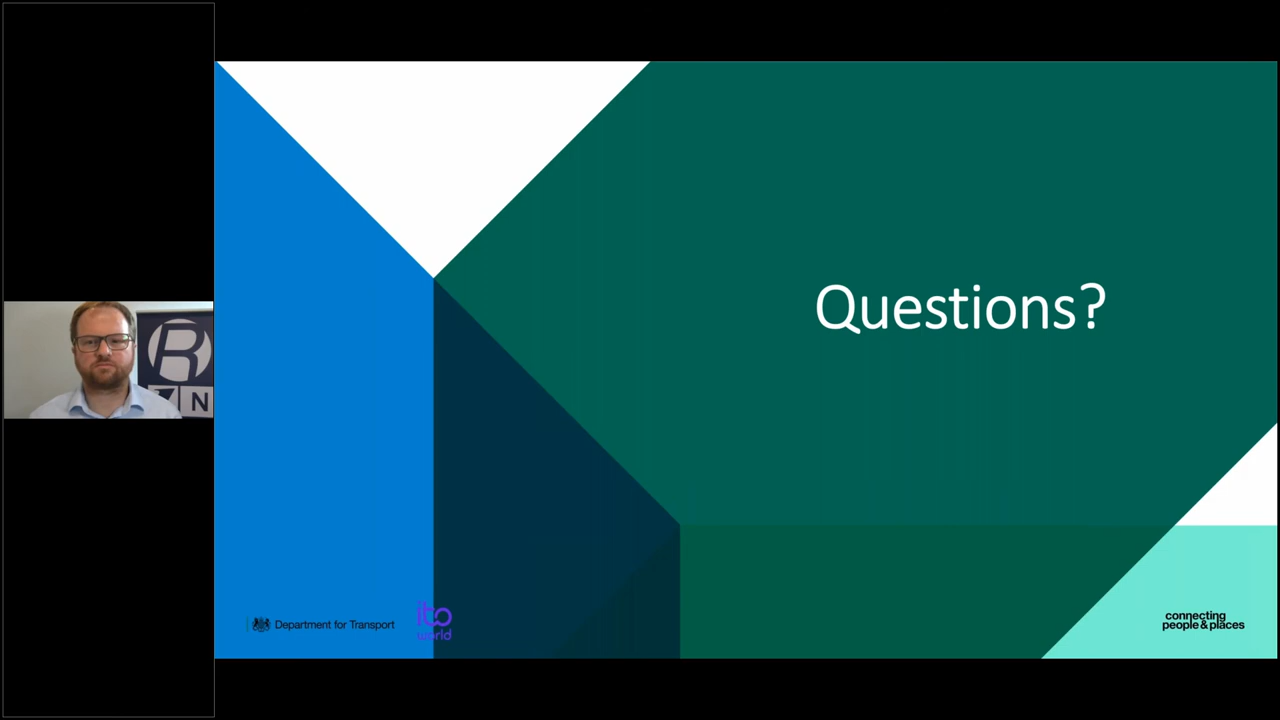 R
N
Questions?
Department for Transport
ito
world
connecting
people & places